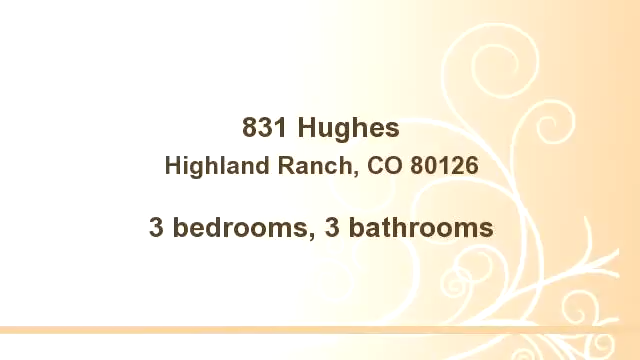 831 Hughes
Highland Ranch, CO 80126
3 bedrooms, 3 bathrooms